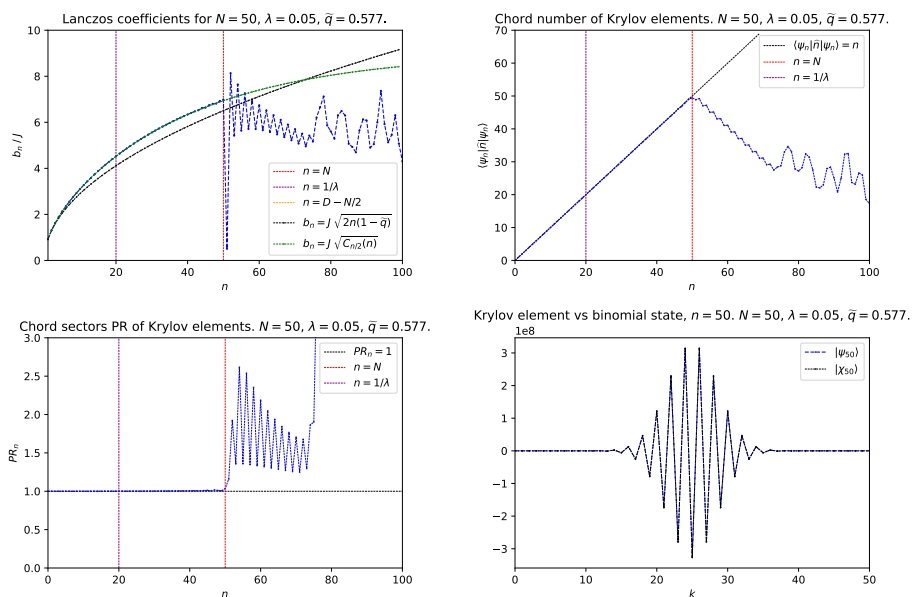 Lanczos coefficients for N = 50, λ = 0.05, q̃ = 0.577.
10
8
6
4
2
0
b_n / J
n = N
n = 1/λ
n = D − N/2
b_n = J √(2n(1 − q̃))
b_n = J √(C_{n/2}(n))
0 20 40 60 80 100
n
Chord number of Krylov elements. N = 50, λ = 0.05, q̃ = 0.577.
70
60
50
40
30
20
10
0
⟨ψ_n|n̂|ψ_n⟩
⟨ψ_n|n̂|ψ_n⟩ = n
n = N
n = 1/λ
0 20 40 60 80 100
n
Chord sectors PR of Krylov elements. N = 50, λ = 0.05, q̃ = 0.577.
3.0
2.5
2.0
1.5
1.0
0.5
0.0
PR_n
PR_n = 1
n = N
n = 1/λ
0 20 40 60 80 100
n
Krylov element vs binomial state, n = 50. N = 50, λ = 0.05, q̃ = 0.577.
1e8
3
2
1
0
−1
−2
−3
|ψ_50⟩
|χ_50⟩
0 10 20 30 40 50
k